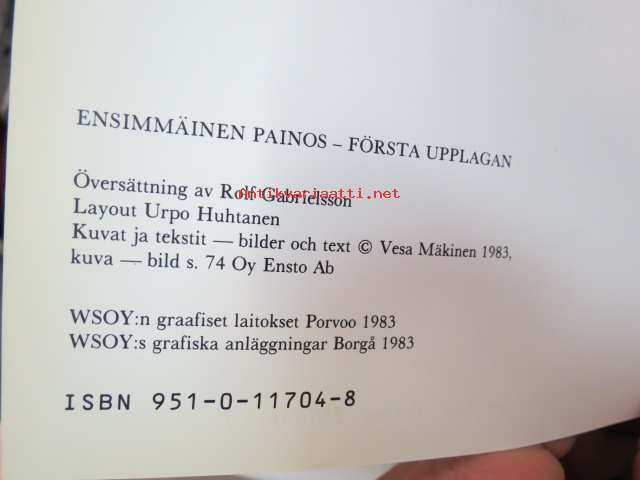 ENSIMMÄINEN PAINOS – FÖRSTA UPPLAGAN
Översättning av Rolf Gabrielsson
Antikvariaatti.net
Layout Urpo Huhtanen
Kuvat ja tekstit — bilder och text © Vesa Mäkinen 1983,
kuva — bild s. 74 Oy Ensto Ab
WSOY:n graafiset laitokset Porvoo 1983
WSOY:s grafiska anläggningar Borgå 1983
ISBN 951-0-11704-8